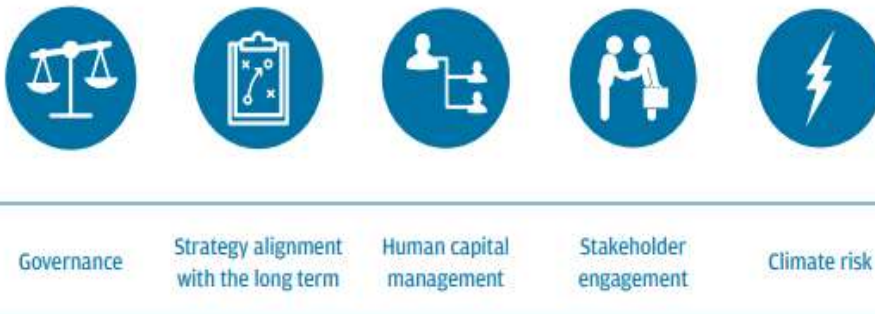 Governance
Strategy alignment
with the long term
Human capital
management
Stakeholder
engagement
Climate risk